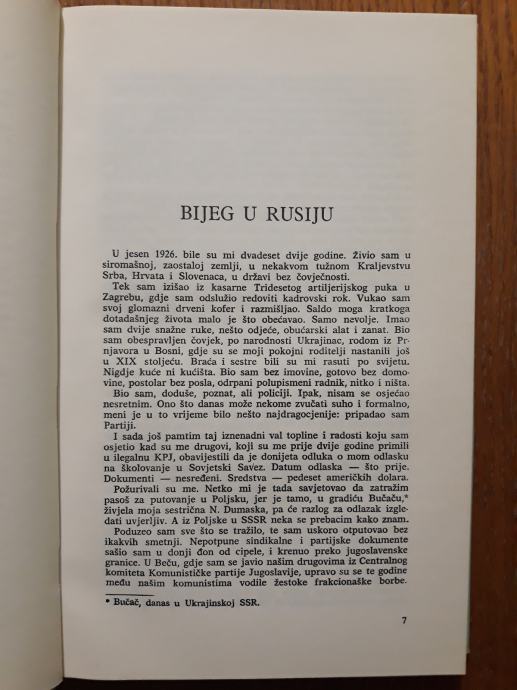 BIJEG U RUSIJU
U jesen 1926. bile su mi dvadeset dvije godine. Živio sam u
siromašnoj, zaostaloj zemlji, u nekakvom tužnom Kraljevstvu
Srba, Hrvata i Slovenaca, u državi bez čovječnosti.
Tek sam izišao iz kasarne Tridesetog artiljerijskog puka u
Zagrebu, gdje sam odslužio redoviti kadrovski rok. Vukao sam
svoj glomazni drveni kofer i razmišljao. Saldo moga kratkoga
dotadašnjeg života malo je što obećavao. Samo nevolje. Imao
sam dvije snažne ruke, nešto odjeće, obućarski alat i zanat. Bio
sam obespravljen čovjek, po narodnosti Ukrajinac, rodom iz Pr-
njavora u Bosni, gdje su se moji pokojni roditelji nastanili još
u XIX stoljeću. Braća i sestre bili su mi rasuti po svijetu.
Nigdje kuće ni kućišta. Bio sam bez imovine, gotovo bez domo-
vine, postolar bez posla, odrpani polupismeni radnik, nitko i ništa.
Bio sam, doduše, poznat, ali policiji. Ipak, nisam se osjećao
nesretnim. Ono što danas može nekome zvučati suho i formalno,
meni je u to vrijeme bilo nešto najdragocjenije: pripadao sam
Partiji.
I sada još pamtim taj iznenadni val topline i radosti koju sam
osjetio kad su me drugovi, koji su me prije dvije godine primili
u ilegalnu KPJ, obavijestili da je donijeta odluka o mom odlasku
na školovanje u Sovjetski Savez. Datum odlaska — što prije.
Dokumenti — nesređeni. Sredstva — pedeset američkih dolara.
Požurivali su me. Netko mi je tada savjetovao da zatražim
pasoš za putovanje u Poljsku, jer je tamo, u gradiću Bučaču,*
živjela moja sestrična N. Dumaska, pa će razlog za odlazak izgle-
dati uvjerljiv. A iz Poljske u SSSR neka se prebacim kako znam.
Poduzeo sam sve što se tražilo, te sam uskoro otputovao bez
ikakvih smetnji. Nepotpune sindikalne i partijske dokumente
sašio sam u donji đon od cipele, i krenuo preko jugoslavenske
granice. U Beču, gdje sam se javio našim drugovima iz Centralnog
komiteta Komunističke partije Jugoslavije, upravo su se te godine
među našim komunistima vodile žestoke frakcionaške borbe.
* Bučač, danas u Ukrajinskoj SSR.
7